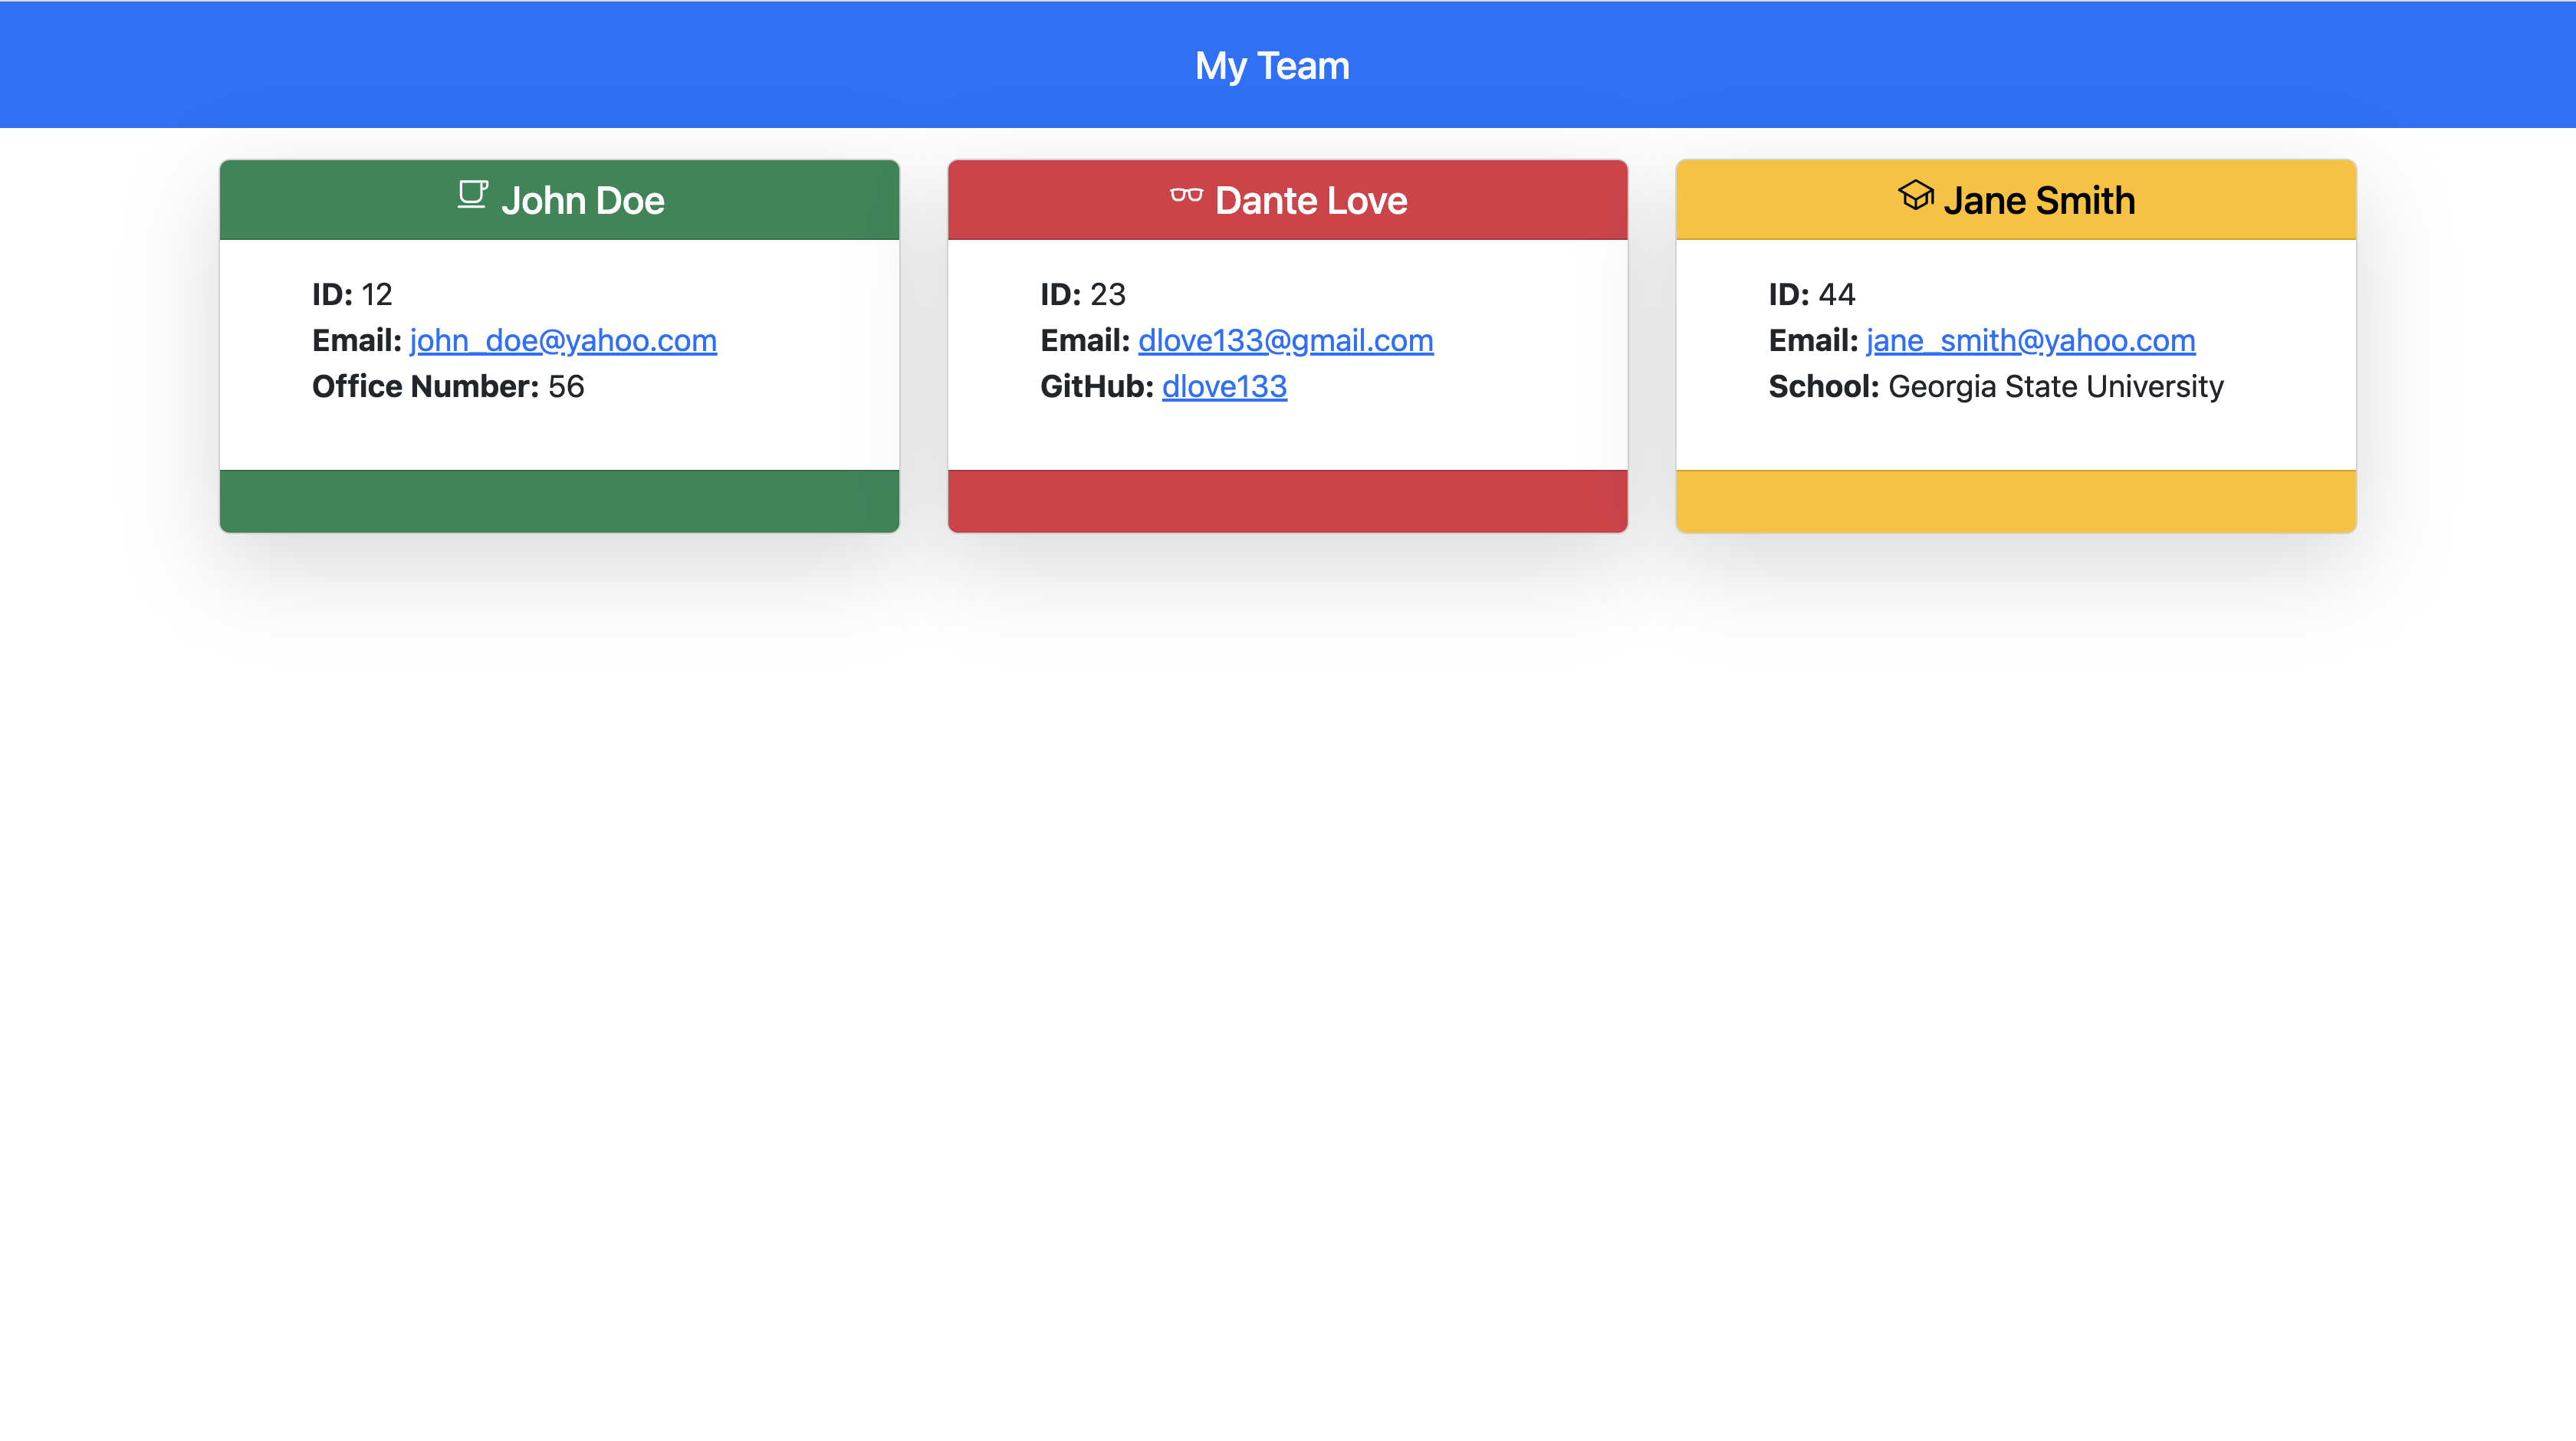 My Team
John Doe
ID: 12
Email: john_doe@yahoo.com
Office Number: 56
Dante Love
ID: 23
Email: dlove133@gmail.com
GitHub: dlove133
Jane Smith
ID: 44
Email: jane_smith@yahoo.com
School: Georgia State University